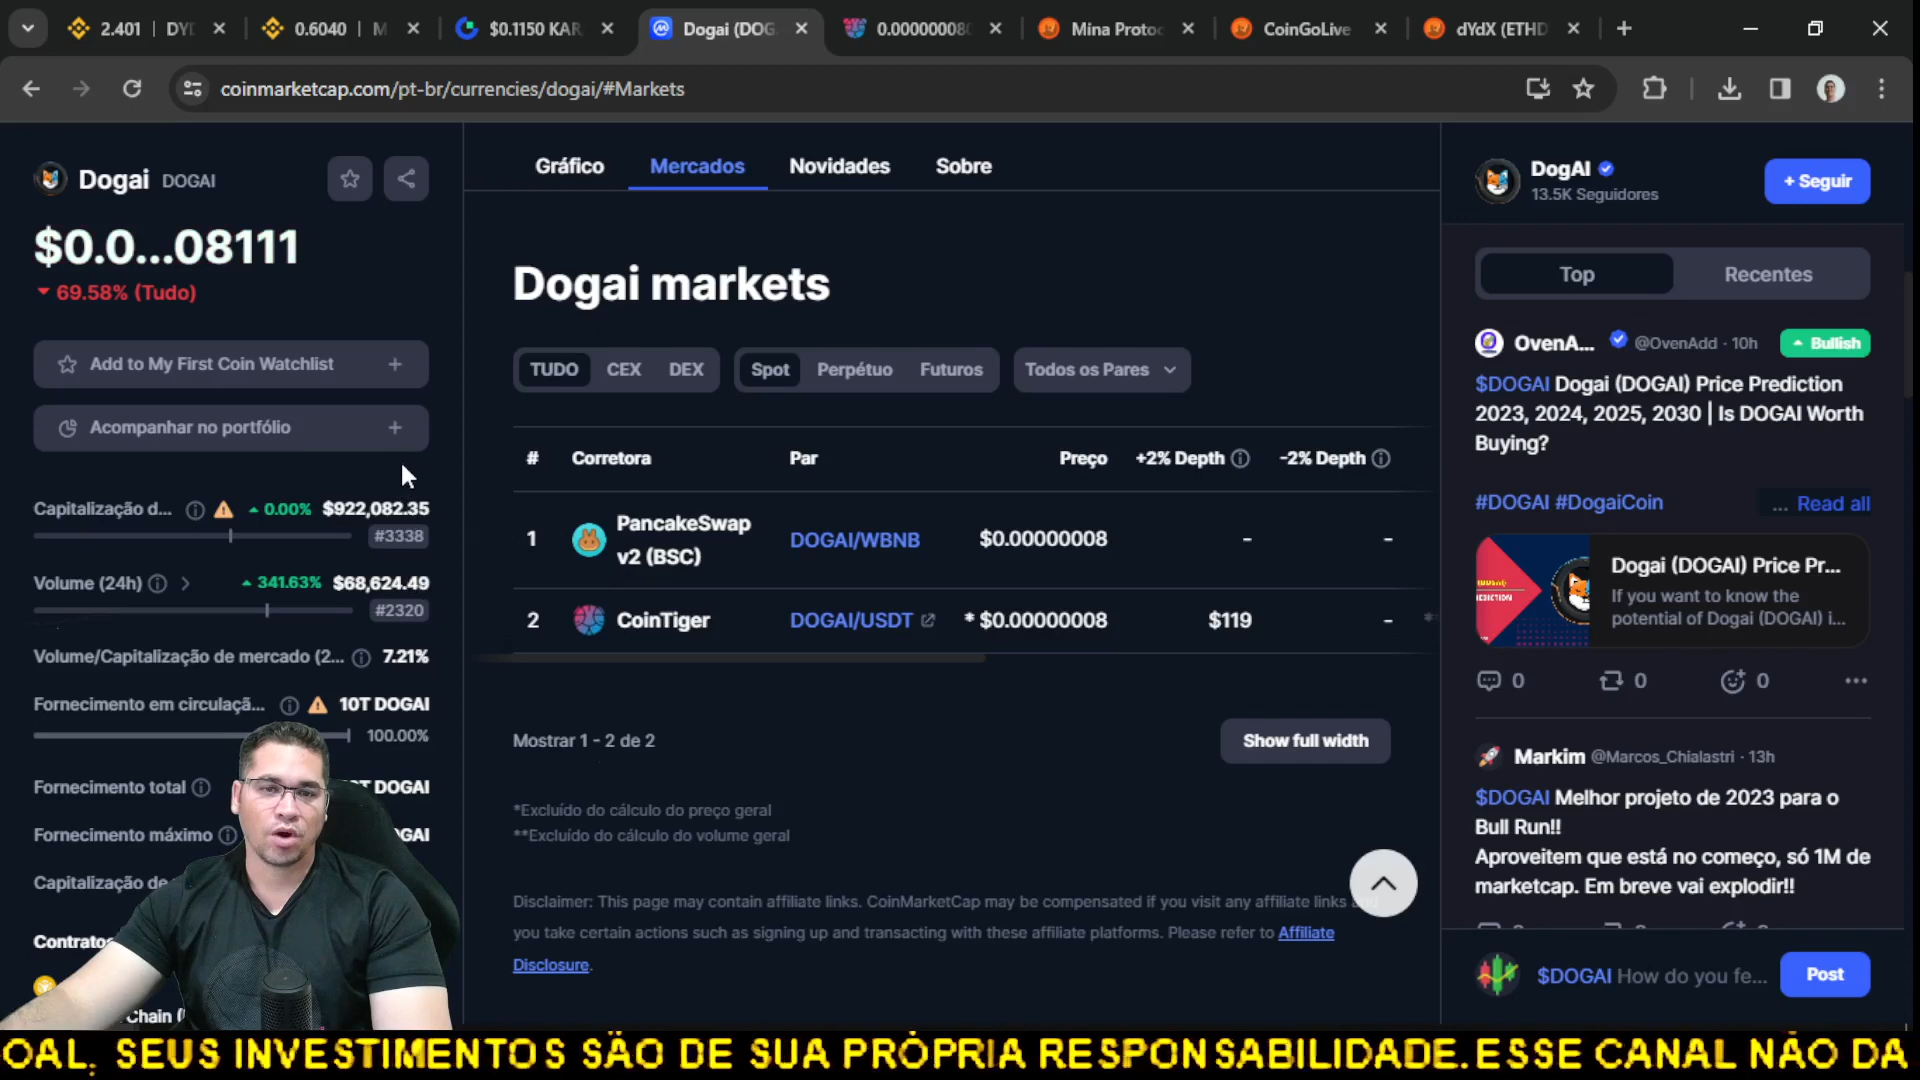 2.401 | DYD
0.6040 | M
$0.1150 KAR
Dogai (DOG
0.000000080
Mina Protoc
CoinGoLive
dYdX (ETHD
coinmarketcap.com/pt-br/currencies/dogai/#Markets
Dogai DOGAI
$0.0...08111
69.58% (Tudo)
Add to My First Coin Watchlist
Acompanhar no portfólio
Capitalização d... 0.00% $922,082.35
#3338
Volume (24h) 341.63% $68,624.49
#2320
Volume/Capitalização de mercado (2... 7.21%
Fornecimento em circulaçã... 10T DOGAI
100.00%
Fornecimento total DOGAI
Fornecimento máximo
Capitalização de
Contratos
Chain (
Gráfico Mercados Novidades Sobre
Dogai markets
TUDO CEX DEX Spot Perpétuo Futuros Todos os Pares
# Corretora Par Preço +2% Depth -2% Depth
1 PancakeSwap v2 (BSC) DOGAI/WBNB $0.00000008 - -
2 CoinTiger DOGAI/USDT * $0.00000008 $119 -
Mostrar 1 - 2 de 2
Show full width
*Excluído do cálculo do preço geral
**Excluído do cálculo do volume geral
Disclaimer: This page may contain affiliate links. CoinMarketCap may be compensated if you visit any affiliate links and
you take certain actions such as signing up and transacting with these affiliate platforms. Please refer to Affiliate
Disclosure.
DogAI
13.5K Seguidores
+ Seguir
Top Recentes
OvenA... @OvenAdd · 10h Bullish
$DOGAI Dogai (DOGAI) Price Prediction
2023, 2024, 2025, 2030 | Is DOGAI Worth
Buying?
#DOGAI #DogaiCoin ... Read all
Dogai (DOGAI) Price Pr...
If you want to know the
potential of Dogai (DOGAI) i...
0 0 0
Markim @Marcos_Chialastri · 13h
$DOGAI Melhor projeto de 2023 para o
Bull Run!!
Aproveitem que está no começo, só 1M de
marketcap. Em breve vai explodir!!
$DOGAI How do you fe...
Post
OAL, SEUS INVESTIMENTOS SÃO DE SUA PRÓPRIA RESPONSABILIDADE. ESSE CANAL NÃO DA